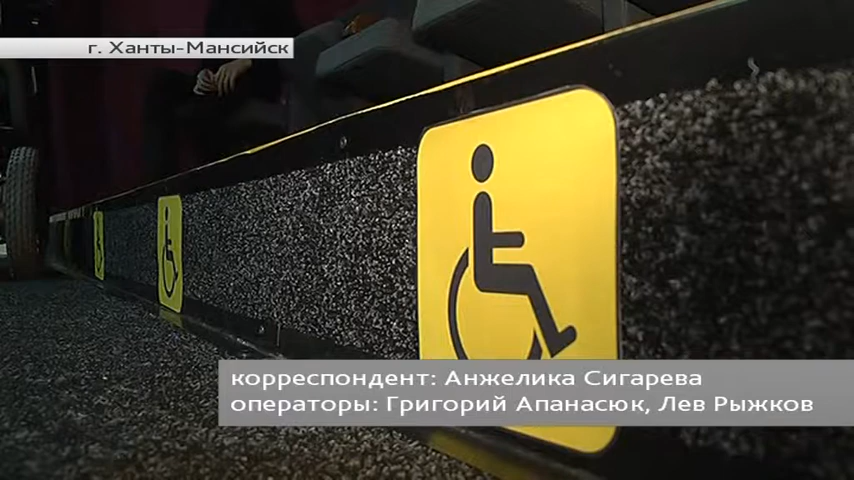 г. Ханты-Мансийск
корреспондент: Анжелика Сигарева
операторы: Григорий Апанасюк, Лев Рыжков